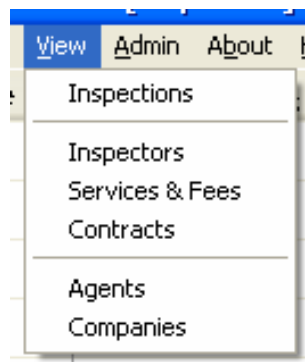 View Admin About
Inspections
Inspectors
Services & Fees
Contracts
Agents
Companies